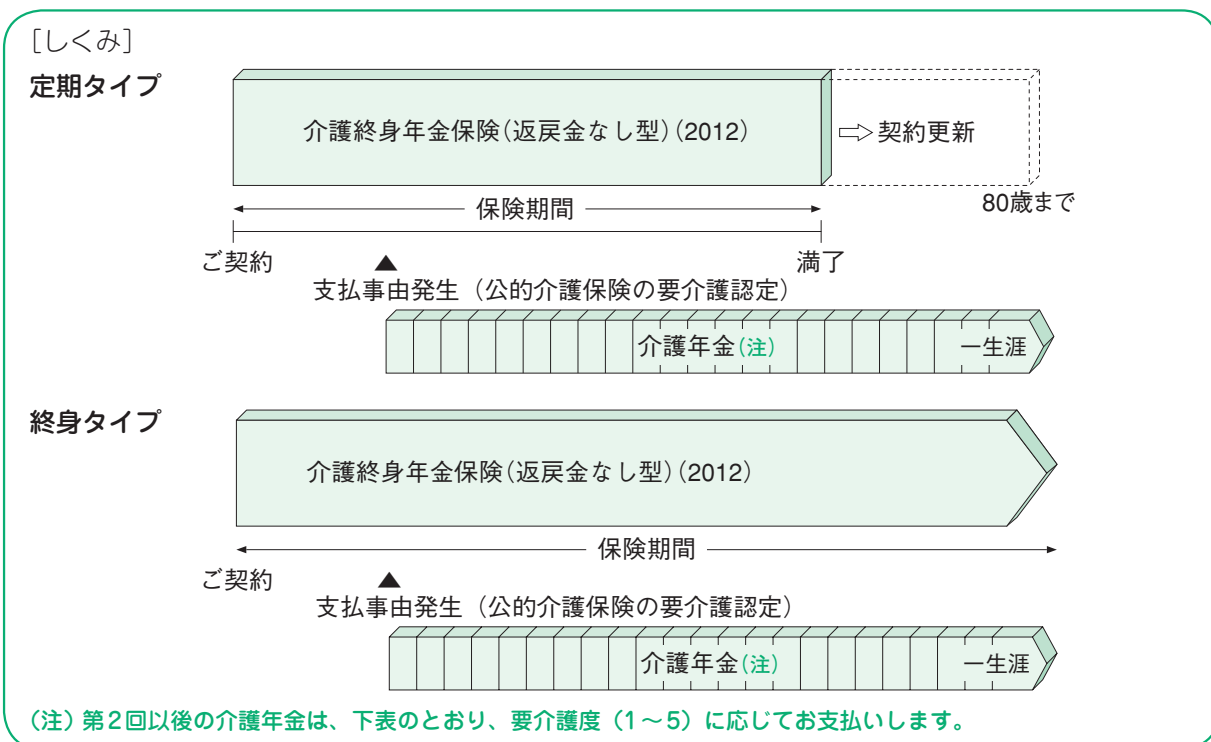 ［しくみ］
定期タイプ
介護終身年金保険（返戻金なし型）（2012）
⇨契約更新
保険期間
80歳まで
ご契約
満了
▲
支払事由発生（公的介護保険の要介護認定）
介護年金（注）
一生涯
終身タイプ
介護終身年金保険（返戻金なし型）（2012）
保険期間
ご契約
▲
支払事由発生（公的介護保険の要介護認定）
介護年金（注）
一生涯
（注）第2回以後の介護年金は、下表のとおり、要介護度（1～5）に応じてお支払いします。